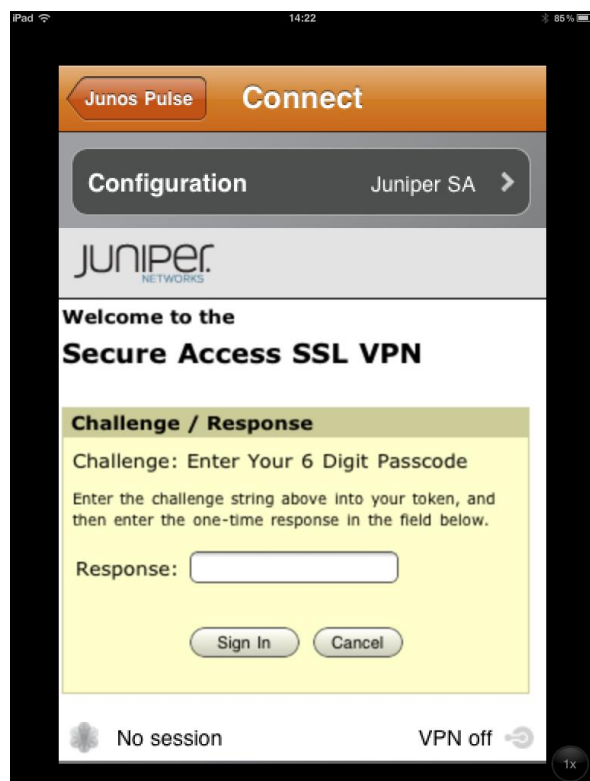 iPad 14:22 85%
Junos Pulse Connect
Configuration Juniper SA
JUNIPER
NETWORKS
Welcome to the
Secure Access SSL VPN
Challenge / Response
Challenge: Enter Your 6 Digit Passcode
Enter the challenge string above into your token, and
then enter the one-time response in the field below.
Response:
Sign In Cancel
No session VPN off
1x